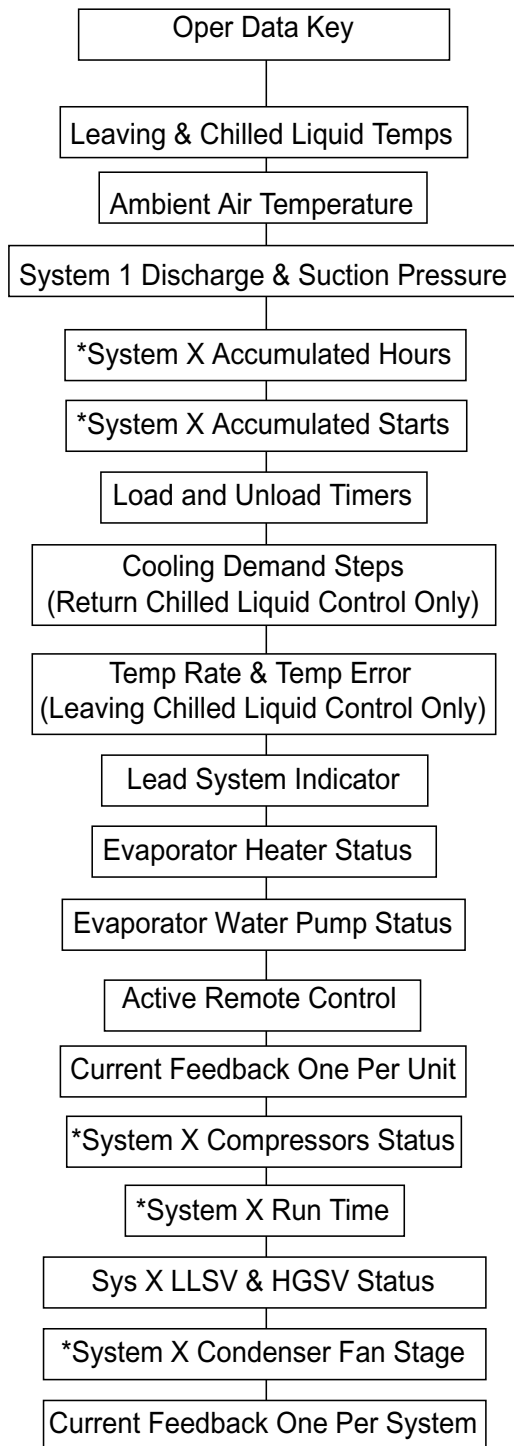 Oper Data Key
Leaving & Chilled Liquid Temps
Ambient Air Temperature
System 1 Discharge & Suction Pressure
*System X Accumulated Hours
*System X Accumulated Starts
Load and Unload Timers
Cooling Demand Steps
(Return Chilled Liquid Control Only)
Temp Rate & Temp Error
(Leaving Chilled Liquid Control Only)
Lead System Indicator
Evaporator Heater Status
Evaporator Water Pump Status
Active Remote Control
Current Feedback One Per Unit
*System X Compressors Status
*System X Run Time
Sys X LLSV & HGSV Status
*System X Condenser Fan Stage
Current Feedback One Per System